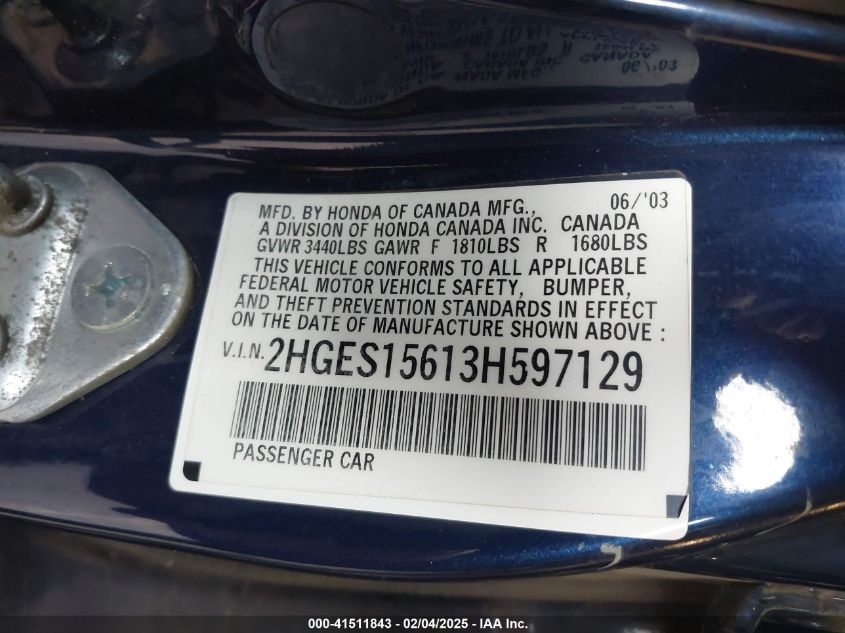 06/'03
MFD. BY HONDA OF CANADA MFG., 06/'03
A DIVISION OF HONDA CANADA INC. CANADA
GVWR 3440LBS GAWR F 1810LBS R 1680LBS
THIS VEHICLE CONFORMS TO ALL APPLICABLE
FEDERAL MOTOR VEHICLE SAFETY, BUMPER,
AND THEFT PREVENTION STANDARDS IN EFFECT
ON THE DATE OF MANUFACTURE SHOWN ABOVE :
V.I.N. 2HGES15613H597129
PASSENGER CAR
000-41511843 - 02/04/2025 - IAA Inc.